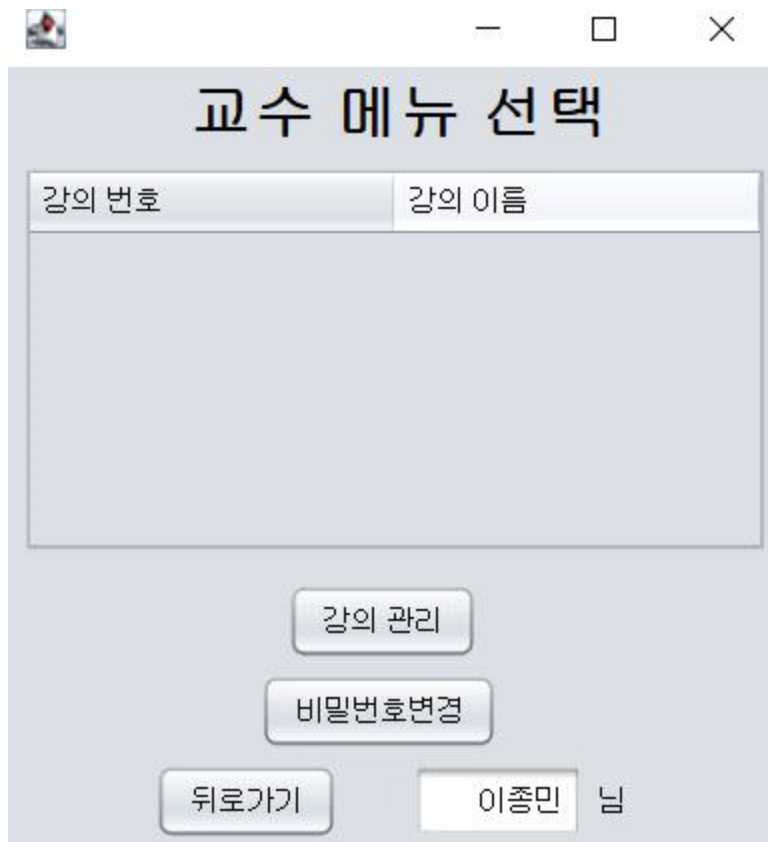 교수 메뉴 선택
강의 번호 강의 이름
강의 관리
비밀번호변경
뒤로가기 이종민 님